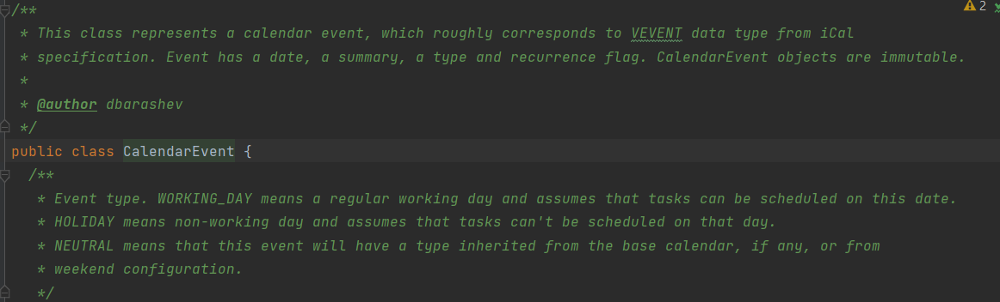 /**
 * This class represents a calendar event, which roughly corresponds to VEVENT data type from iCal
 * specification. Event has a date, a summary, a type and recurrence flag. CalendarEvent objects are immutable.
 *
 * @author dbarashev
 */
public class CalendarEvent {
  /**
   * Event type. WORKING_DAY means a regular working day and assumes that tasks can be scheduled on this date.
   * HOLIDAY means non-working day and assumes that tasks can't be scheduled on that day.
   * NEUTRAL means that this event will have a type inherited from the base calendar, if any, or from
   * weekend configuration.
   */
2